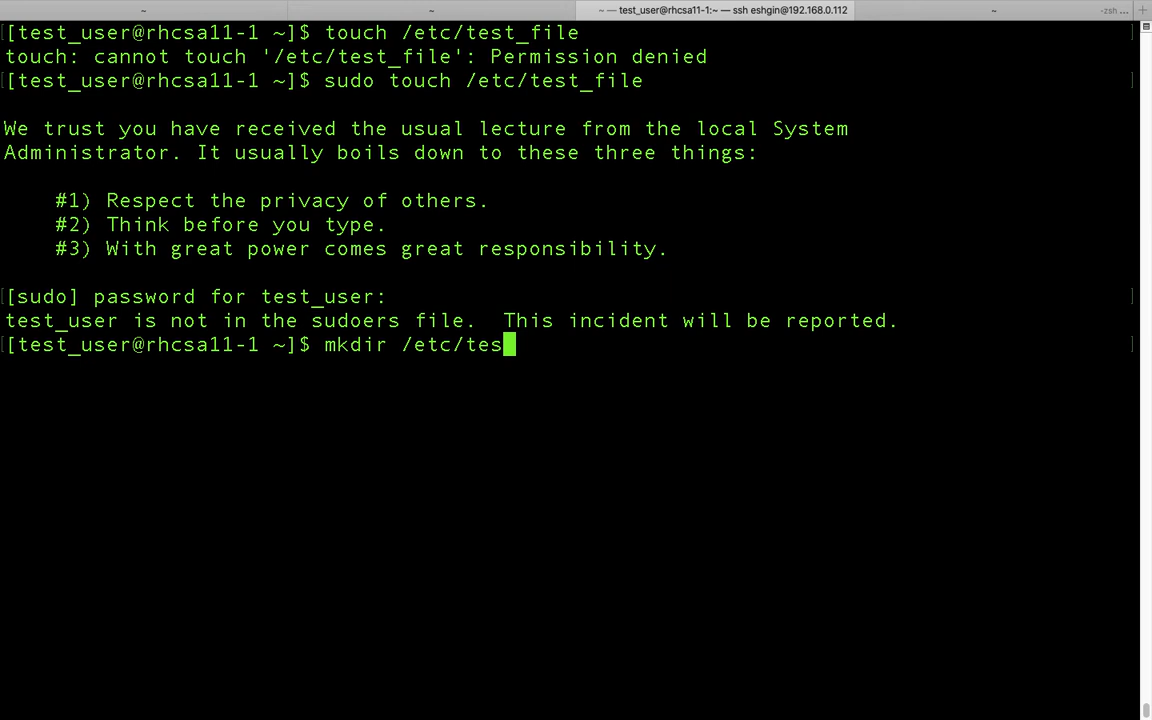 ~ ~ ~ — test_user@rhcsa11-1:~ — ssh eshgin@192.168.0.112 ~ -zsh ... +
[test_user@rhcsa11-1 ~]$ touch /etc/test_file
touch: cannot touch '/etc/test_file': Permission denied
[test_user@rhcsa11-1 ~]$ sudo touch /etc/test_file
We trust you have received the usual lecture from the local System
Administrator. It usually boils down to these three things:
#1) Respect the privacy of others.
#2) Think before you type.
#3) With great power comes great responsibility.
[sudo] password for test_user:
test_user is not in the sudoers file.  This incident will be reported.
[test_user@rhcsa11-1 ~]$ mkdir /etc/tes